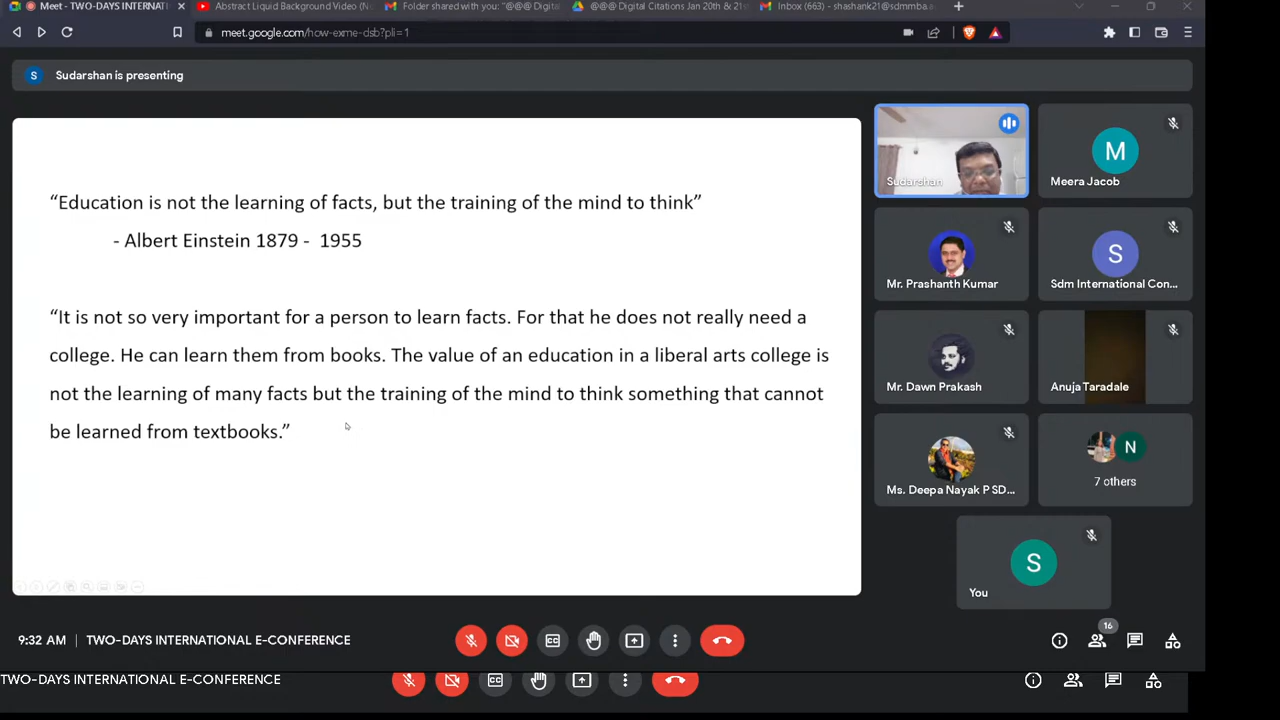 Meet - TWO-DAYS INTERNATI
Abstract Liquid Background Video (No
Folder shared with you: "@@@ Digital
@@@ Digital Citations Jan 20th & 21s
Inbox (663) - shashank21@sdmmba.a
meet.google.com/how-exme-dsb?pli=1
S
Sudarshan is presenting
“Education is not the learning of facts, but the training of the mind to think”
- Albert Einstein 1879 - 1955
“It is not so very important for a person to learn facts. For that he does not really need a
college. He can learn them from books. The value of an education in a liberal arts college is
not the learning of many facts but the training of the mind to think something that cannot
be learned from textbooks.”
Sudarshan
M
Meera Jacob
Mr. Prashanth Kumar
S
Sdm International Con...
Mr. Dawn Prakash
Anuja Taradale
Ms. Deepa Nayak P SD...
N
7 others
S
You
9:32 AM | TWO-DAYS INTERNATIONAL E-CONFERENCE
CC
16
TWO-DAYS INTERNATIONAL E-CONFERENCE
CC